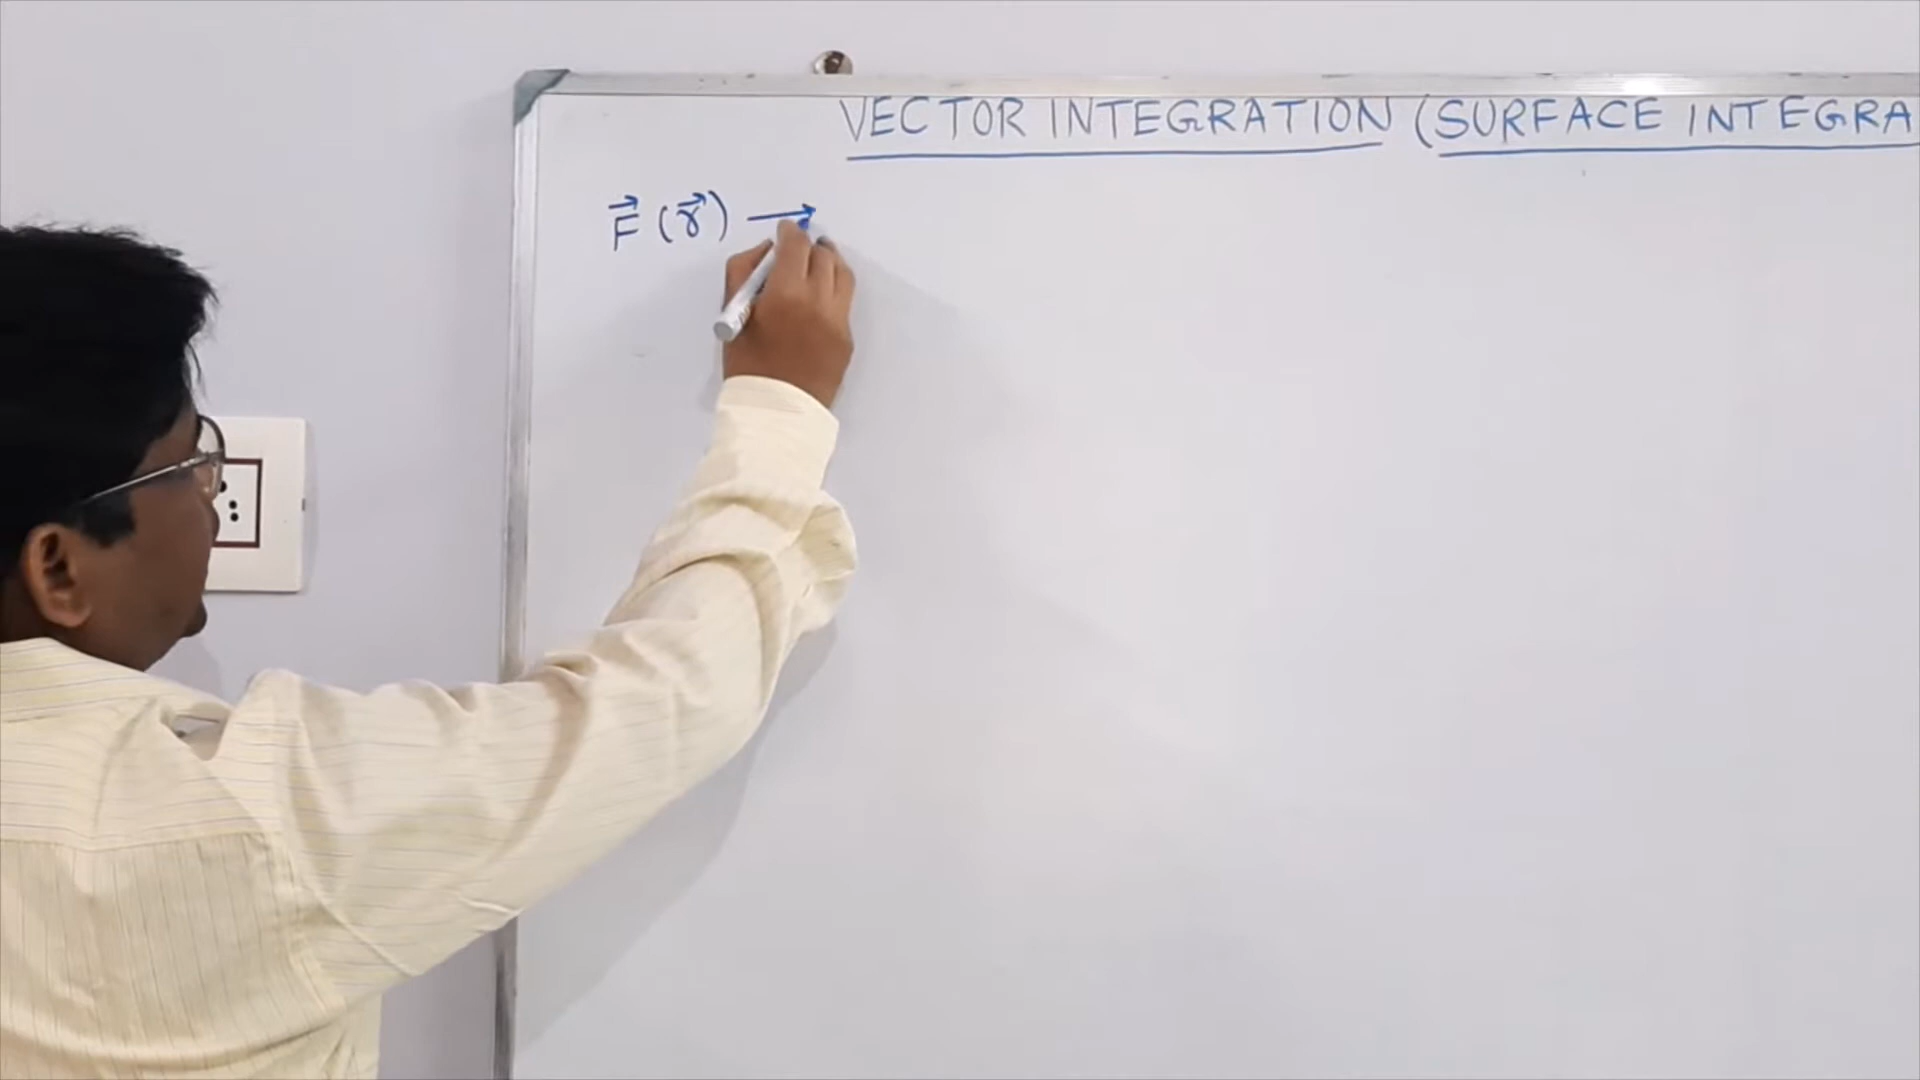 VECTOR INTEGRATION (SURFACE INTEGRA
F⃗ (r⃗) →